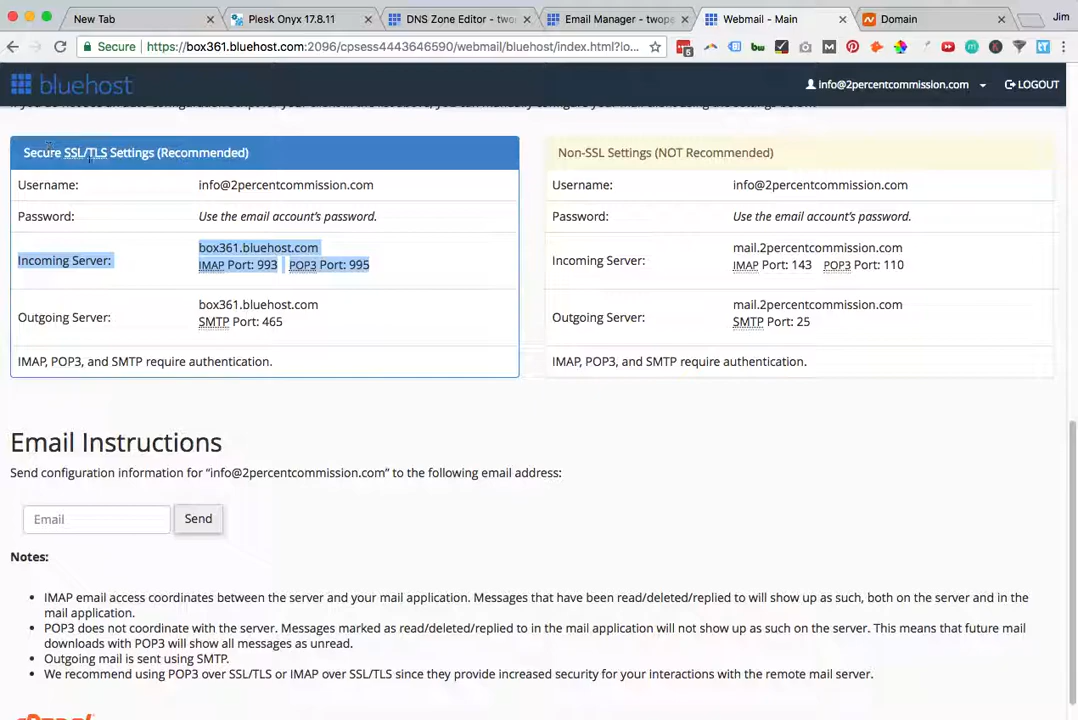 New Tab
Plesk Onyx 17.8.11
DNS Zone Editor - two
Email Manager - twope
Webmail - Main
Domain
Jim
Secure
https://box361.bluehost.com:2096/cpsess4443646590/webmail/bluehost/index.html?lo...
bluehost
info@2percentcommission.com
LOGOUT
Secure SSL/TLS Settings (Recommended)
Username: info@2percentcommission.com
Password: Use the email account's password.
Incoming Server: box361.bluehost.com
IMAP Port: 993 POP3 Port: 995
Outgoing Server: box361.bluehost.com
SMTP Port: 465
IMAP, POP3, and SMTP require authentication.
Non-SSL Settings (NOT Recommended)
Username: info@2percentcommission.com
Password: Use the email account's password.
Incoming Server: mail.2percentcommission.com
IMAP Port: 143 POP3 Port: 110
Outgoing Server: mail.2percentcommission.com
SMTP Port: 25
IMAP, POP3, and SMTP require authentication.
Email Instructions
Send configuration information for "info@2percentcommission.com" to the following email address:
Email
Send
Notes:
IMAP email access coordinates between the server and your mail application. Messages that have been read/deleted/replied to will show up as such, both on the server and in the
mail application.
POP3 does not coordinate with the server. Messages marked as read/deleted/replied to in the mail application will not show up as such on the server. This means that future mail
downloads with POP3 will show all messages as unread.
Outgoing mail is sent using SMTP.
We recommend using POP3 over SSL/TLS or IMAP over SSL/TLS since they provide increased security for your interactions with the remote mail server.